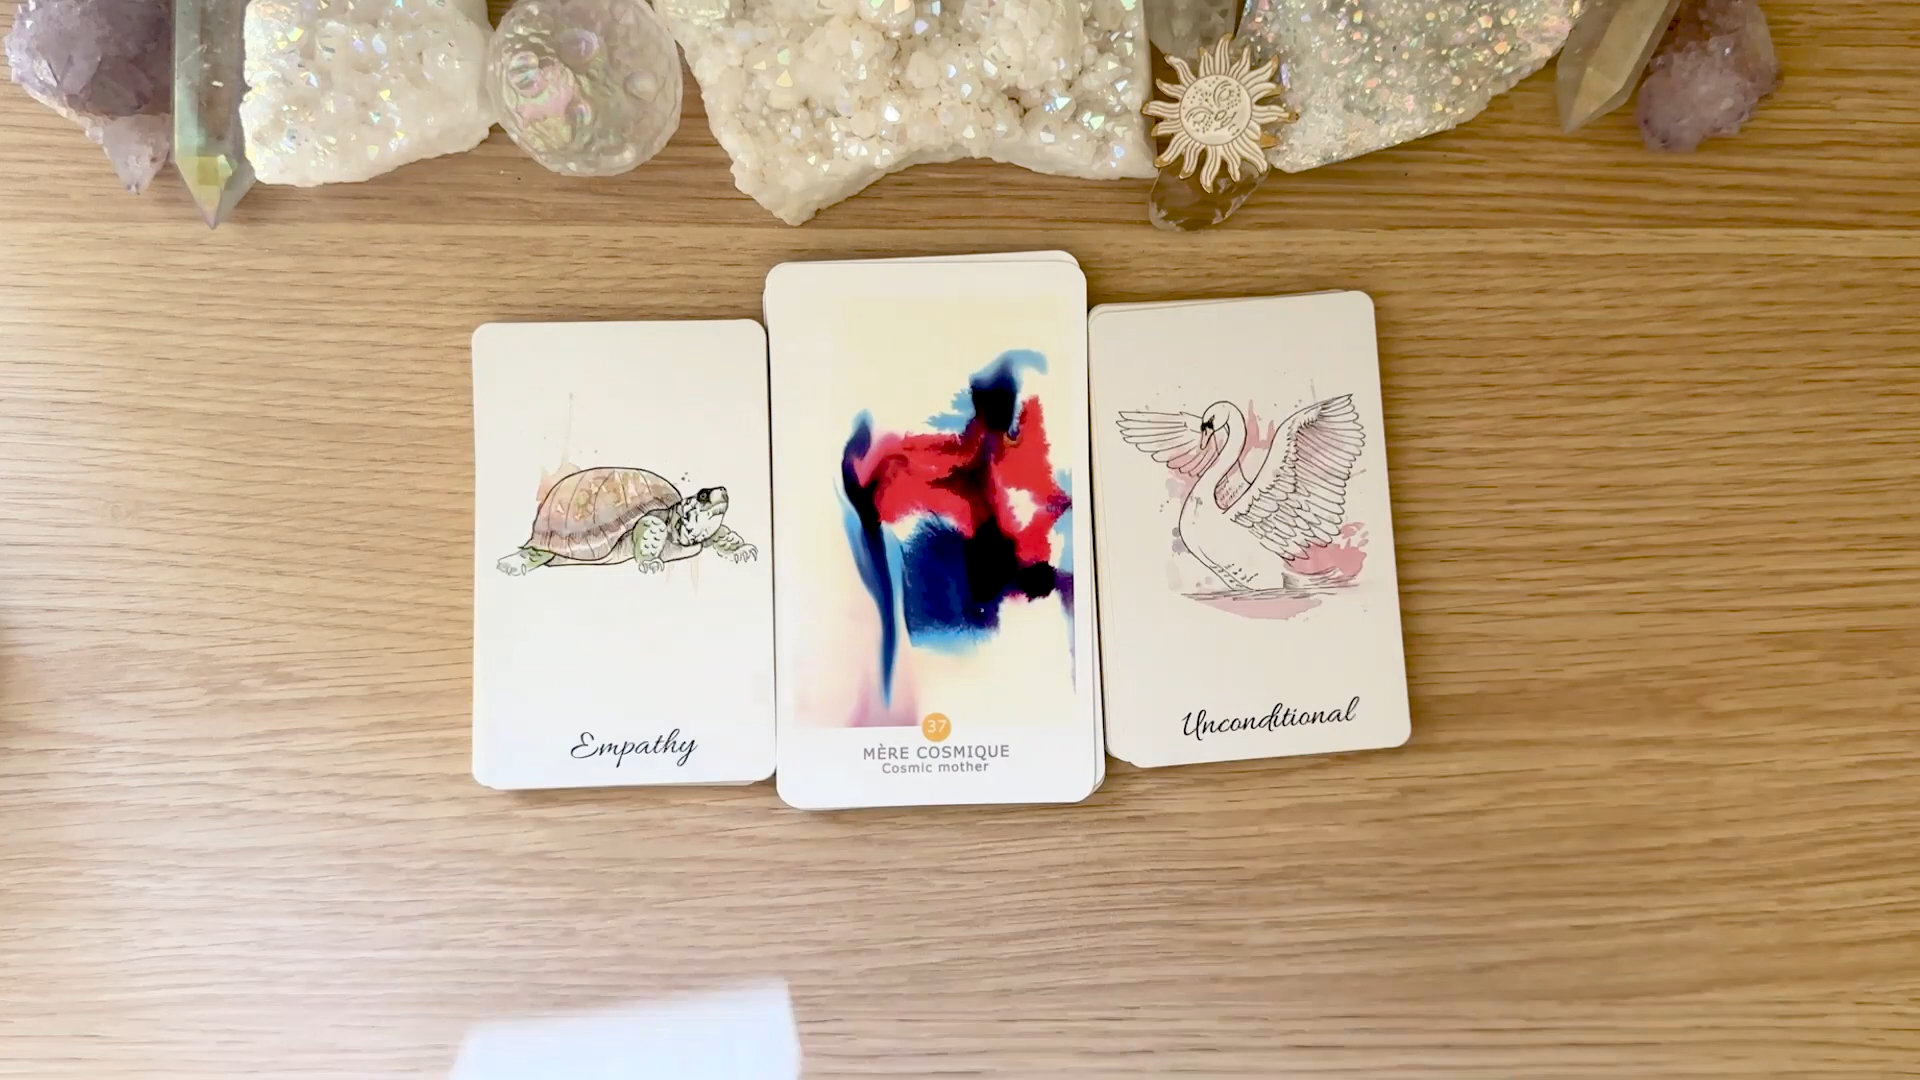 Empathy
37
MÈRE COSMIQUE
Cosmic mother
Unconditional